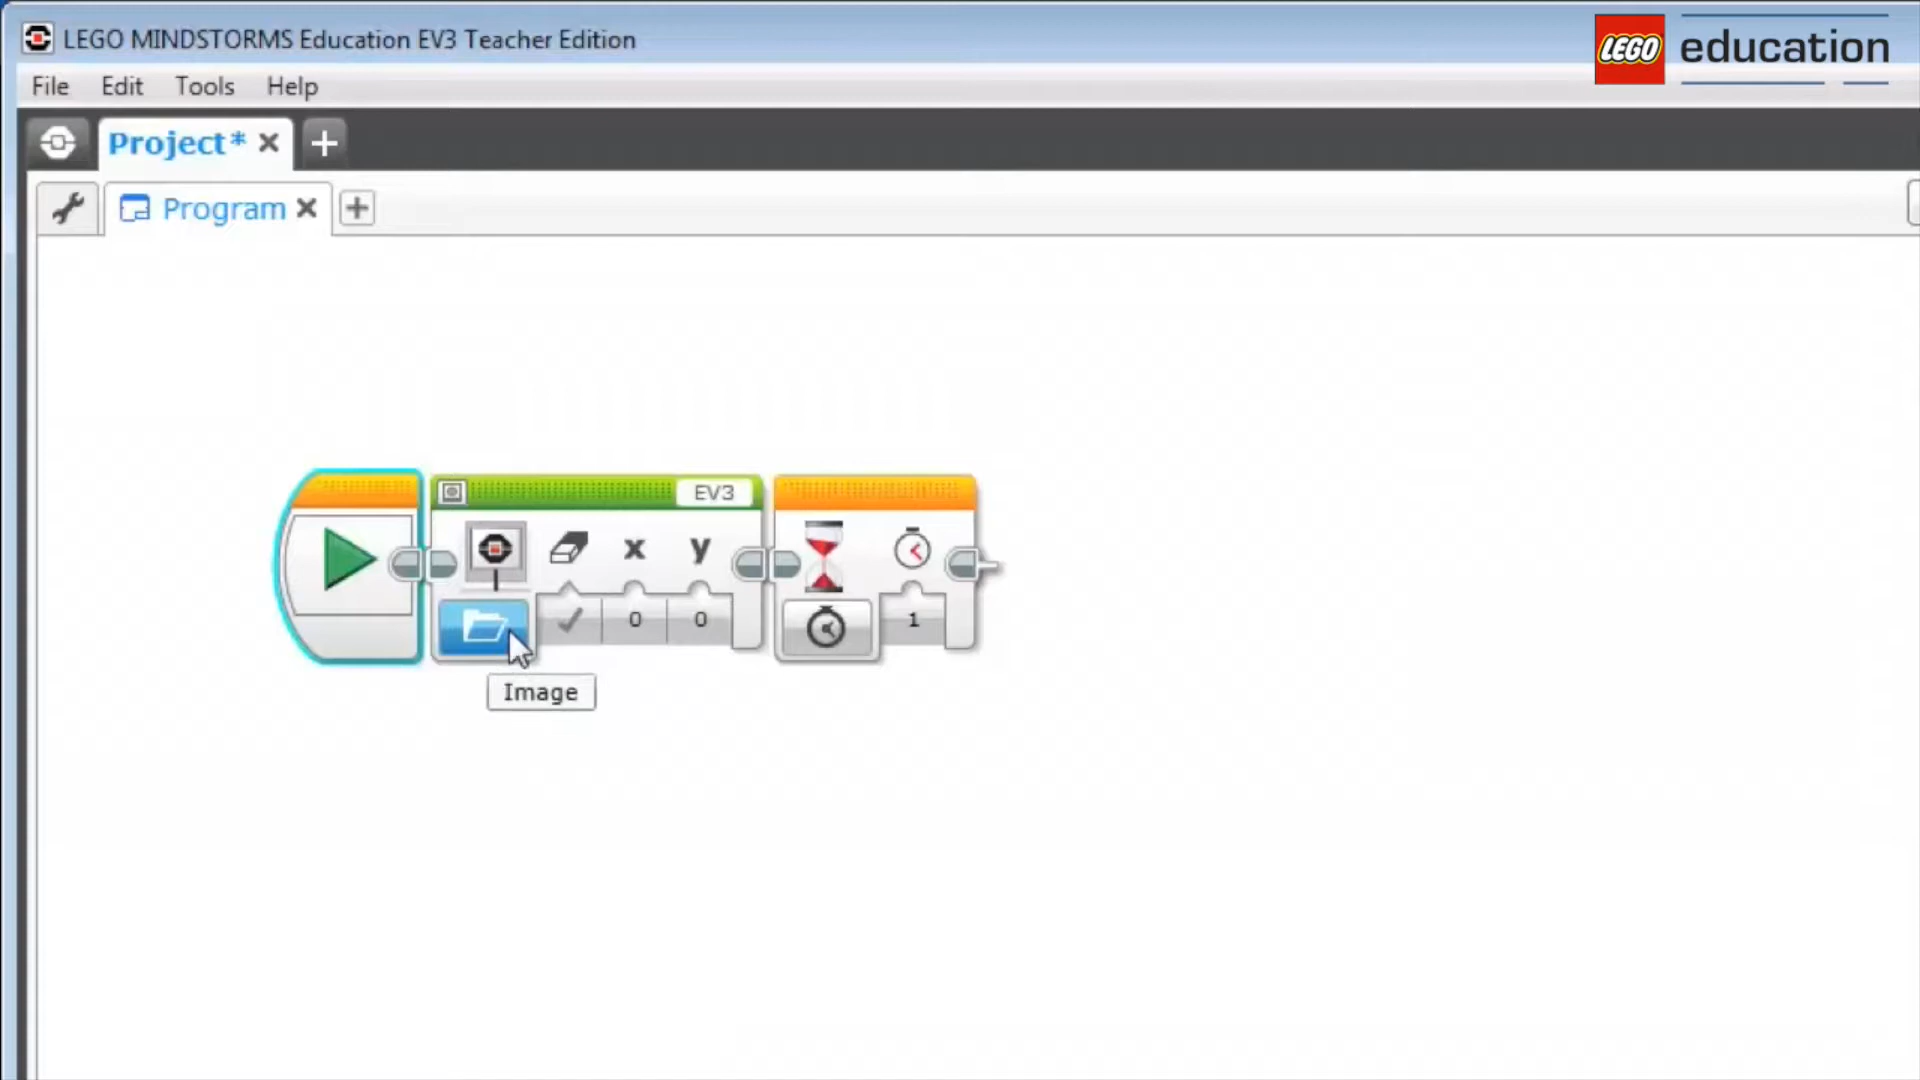 LEGO MINDSTORMS Education EV3 Teacher Edition
LEGO education
File Edit Tools Help
Project*
Program
EV3
x y
0 0 1
Image